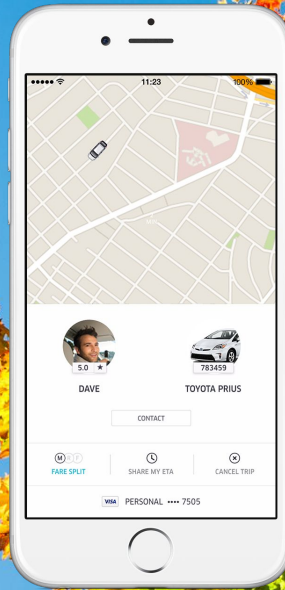 11:23 100%
5.0 ★ 783459
DAVE TOYOTA PRIUS
CONTACT
FARE SPLIT SHARE MY ETA CANCEL TRIP
VISA PERSONAL •••• 7505